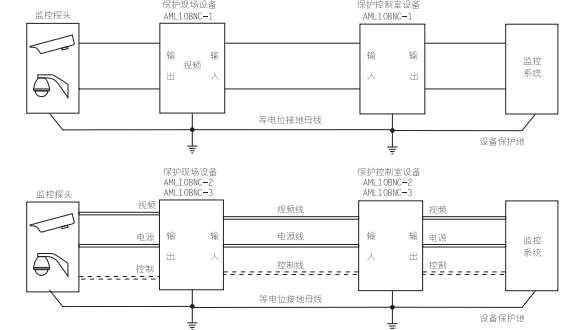 保护现场设备
AML10BNC-1
保护控制室设备
AML10BNC-1
监控探头
输出
视频
输入
输入
输出
监控
系统
等电位接地母线
设备保护地
保护现场设备
AML10BNC-2
AML10BNC-3
保护控制室设备
AML10BNC-2
AML10BNC-3
监控探头
视频
视频线
视频
电源
输出
输入
电源线
输入
输出
电源
监控
系统
控制
控制线
控制
等电位接地母线
设备保护地